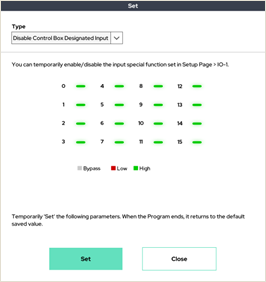 Set
Type
Disable Control Box Designated Input
You can temporarily enable/disable the input special function set in Setup Page > IO-1.
0 4 8 12
1 5 9 13
2 6 10 14
3 7 11 15
Bypass Low High
Temporarily 'Set' the following parameters. When the Program ends, it returns to the default
saved value.
Set Close